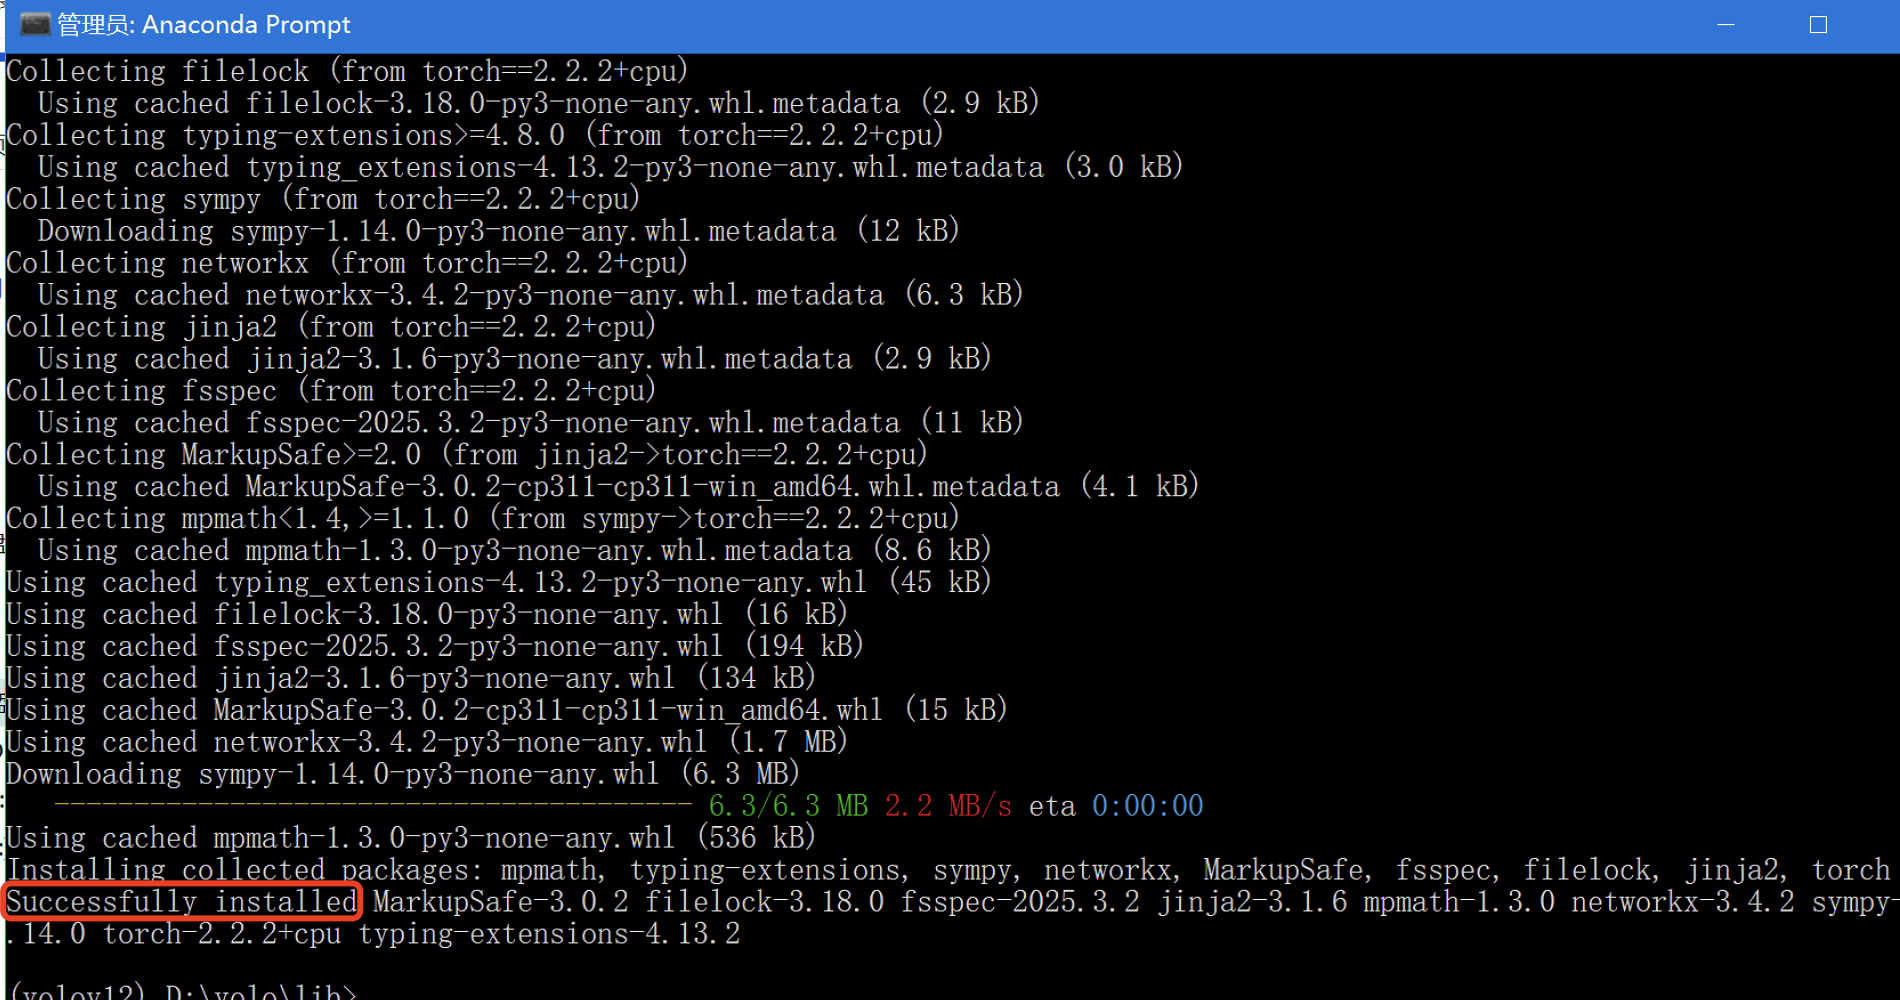 管理员: Anaconda Prompt
Collecting filelock (from torch==2.2.2+cpu)
  Using cached filelock-3.18.0-py3-none-any.whl.metadata (2.9 kB)
Collecting typing-extensions>=4.8.0 (from torch==2.2.2+cpu)
  Using cached typing_extensions-4.13.2-py3-none-any.whl.metadata (3.0 kB)
Collecting sympy (from torch==2.2.2+cpu)
  Downloading sympy-1.14.0-py3-none-any.whl.metadata (12 kB)
Collecting networkx (from torch==2.2.2+cpu)
  Using cached networkx-3.4.2-py3-none-any.whl.metadata (6.3 kB)
Collecting jinja2 (from torch==2.2.2+cpu)
  Using cached jinja2-3.1.6-py3-none-any.whl.metadata (2.9 kB)
Collecting fsspec (from torch==2.2.2+cpu)
  Using cached fsspec-2025.3.2-py3-none-any.whl.metadata (11 kB)
Collecting MarkupSafe>=2.0 (from jinja2->torch==2.2.2+cpu)
  Using cached MarkupSafe-3.0.2-cp311-cp311-win_amd64.whl.metadata (4.1 kB)
Collecting mpmath<1.4,>=1.1.0 (from sympy->torch==2.2.2+cpu)
  Using cached mpmath-1.3.0-py3-none-any.whl.metadata (8.6 kB)
Using cached typing_extensions-4.13.2-py3-none-any.whl (45 kB)
Using cached filelock-3.18.0-py3-none-any.whl (16 kB)
Using cached fsspec-2025.3.2-py3-none-any.whl (194 kB)
Using cached jinja2-3.1.6-py3-none-any.whl (134 kB)
Using cached MarkupSafe-3.0.2-cp311-cp311-win_amd64.whl (15 kB)
Using cached networkx-3.4.2-py3-none-any.whl (1.7 MB)
Downloading sympy-1.14.0-py3-none-any.whl (6.3 MB)
   ---------------------------------------- 6.3/6.3 MB 2.2 MB/s eta 0:00:00
Using cached mpmath-1.3.0-py3-none-any.whl (536 kB)
Installing collected packages: mpmath, typing-extensions, sympy, networkx, MarkupSafe, fsspec, filelock, jinja2, torch
Successfully installed MarkupSafe-3.0.2 filelock-3.18.0 fsspec-2025.3.2 jinja2-3.1.6 mpmath-1.3.0 networkx-3.4.2 sympy-
.14.0 torch-2.2.2+cpu typing-extensions-4.13.2
(yolov12) D:\yolo\lib>